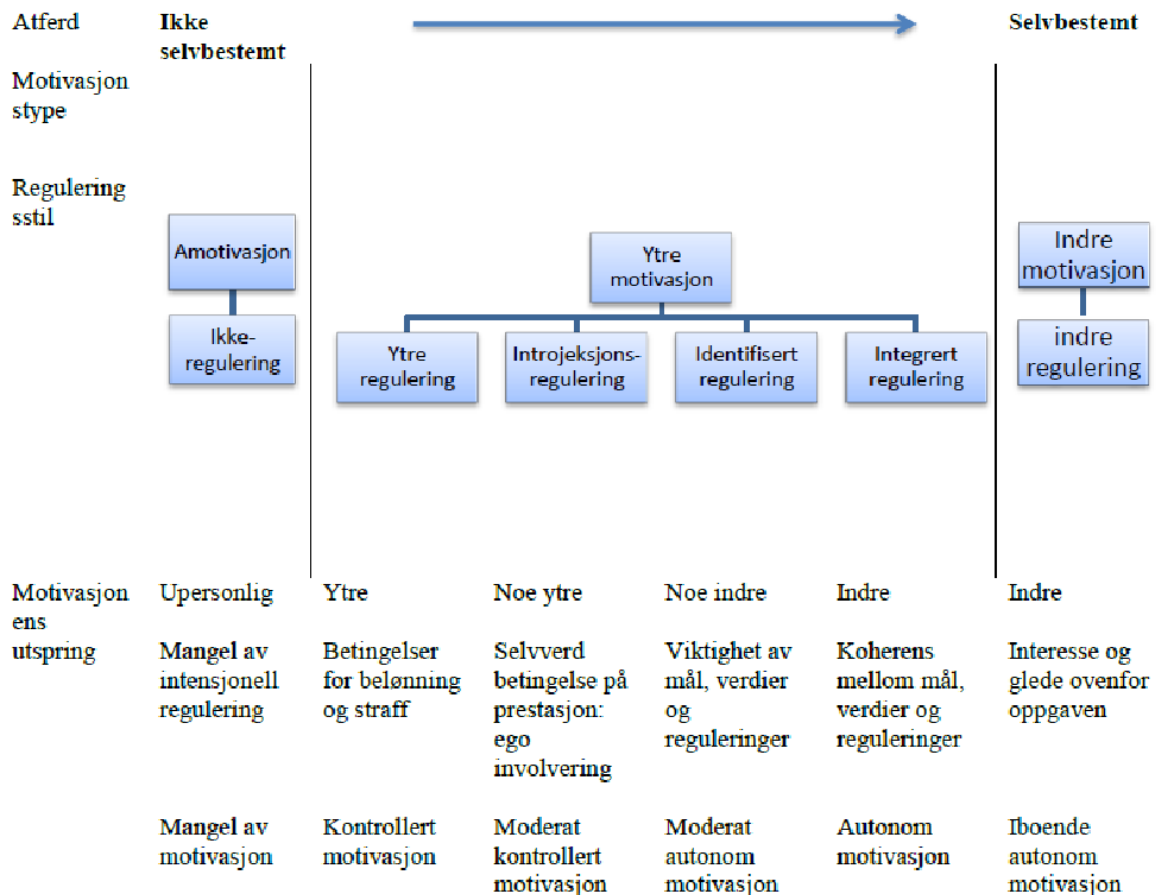 Atferd
Ikke
selvbestemt
Selvbestemt
Motivasjon
stype
Regulering
sstil
Amotivasjon
Ikke-
regulering
Ytre
motivasjon
Ytre
regulering
Introjeksjons-
regulering
Identifisert
regulering
Integrert
regulering
Indre
motivasjon
indre
regulering
Motivasjon
ens
utspring
Upersonlig
Ytre
Noe ytre
Noe indre
Indre
Indre
Mangel av
intensjonell
regulering
Betingelser
for belønning
og straff
Selvverd
betingelse på
prestasjon:
ego
involvering
Viktighet av
mål, verdier
og
reguleringer
Koherens
mellom mål,
verdier og
reguleringer
Interesse og
glede ovenfor
oppgaven
Mangel av
motivasjon
Kontrollert
motivasjon
Moderat
kontrollert
motivasjon
Moderat
autonom
motivasjon
Autonom
motivasjon
Iboende
autonom
motivasjon